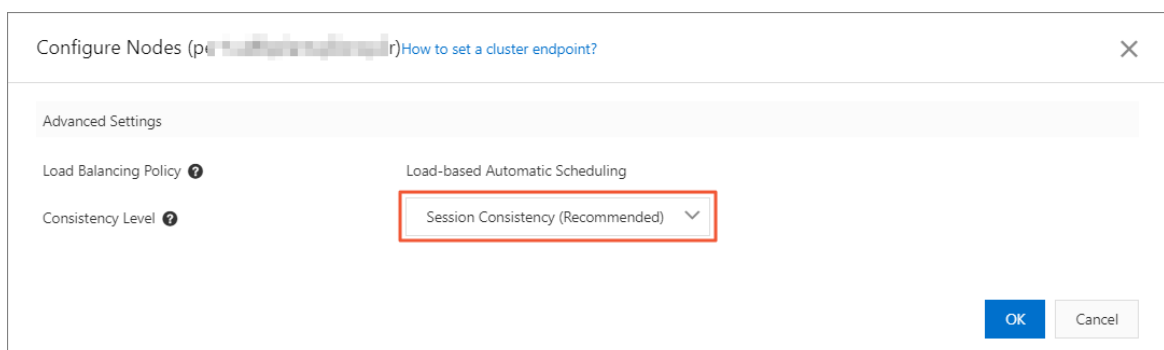 Configure Nodes (pe r)How to set a cluster endpoint?
Advanced Settings
Load Balancing Policy Load-based Automatic Scheduling
Consistency Level Session Consistency (Recommended)
OK Cancel